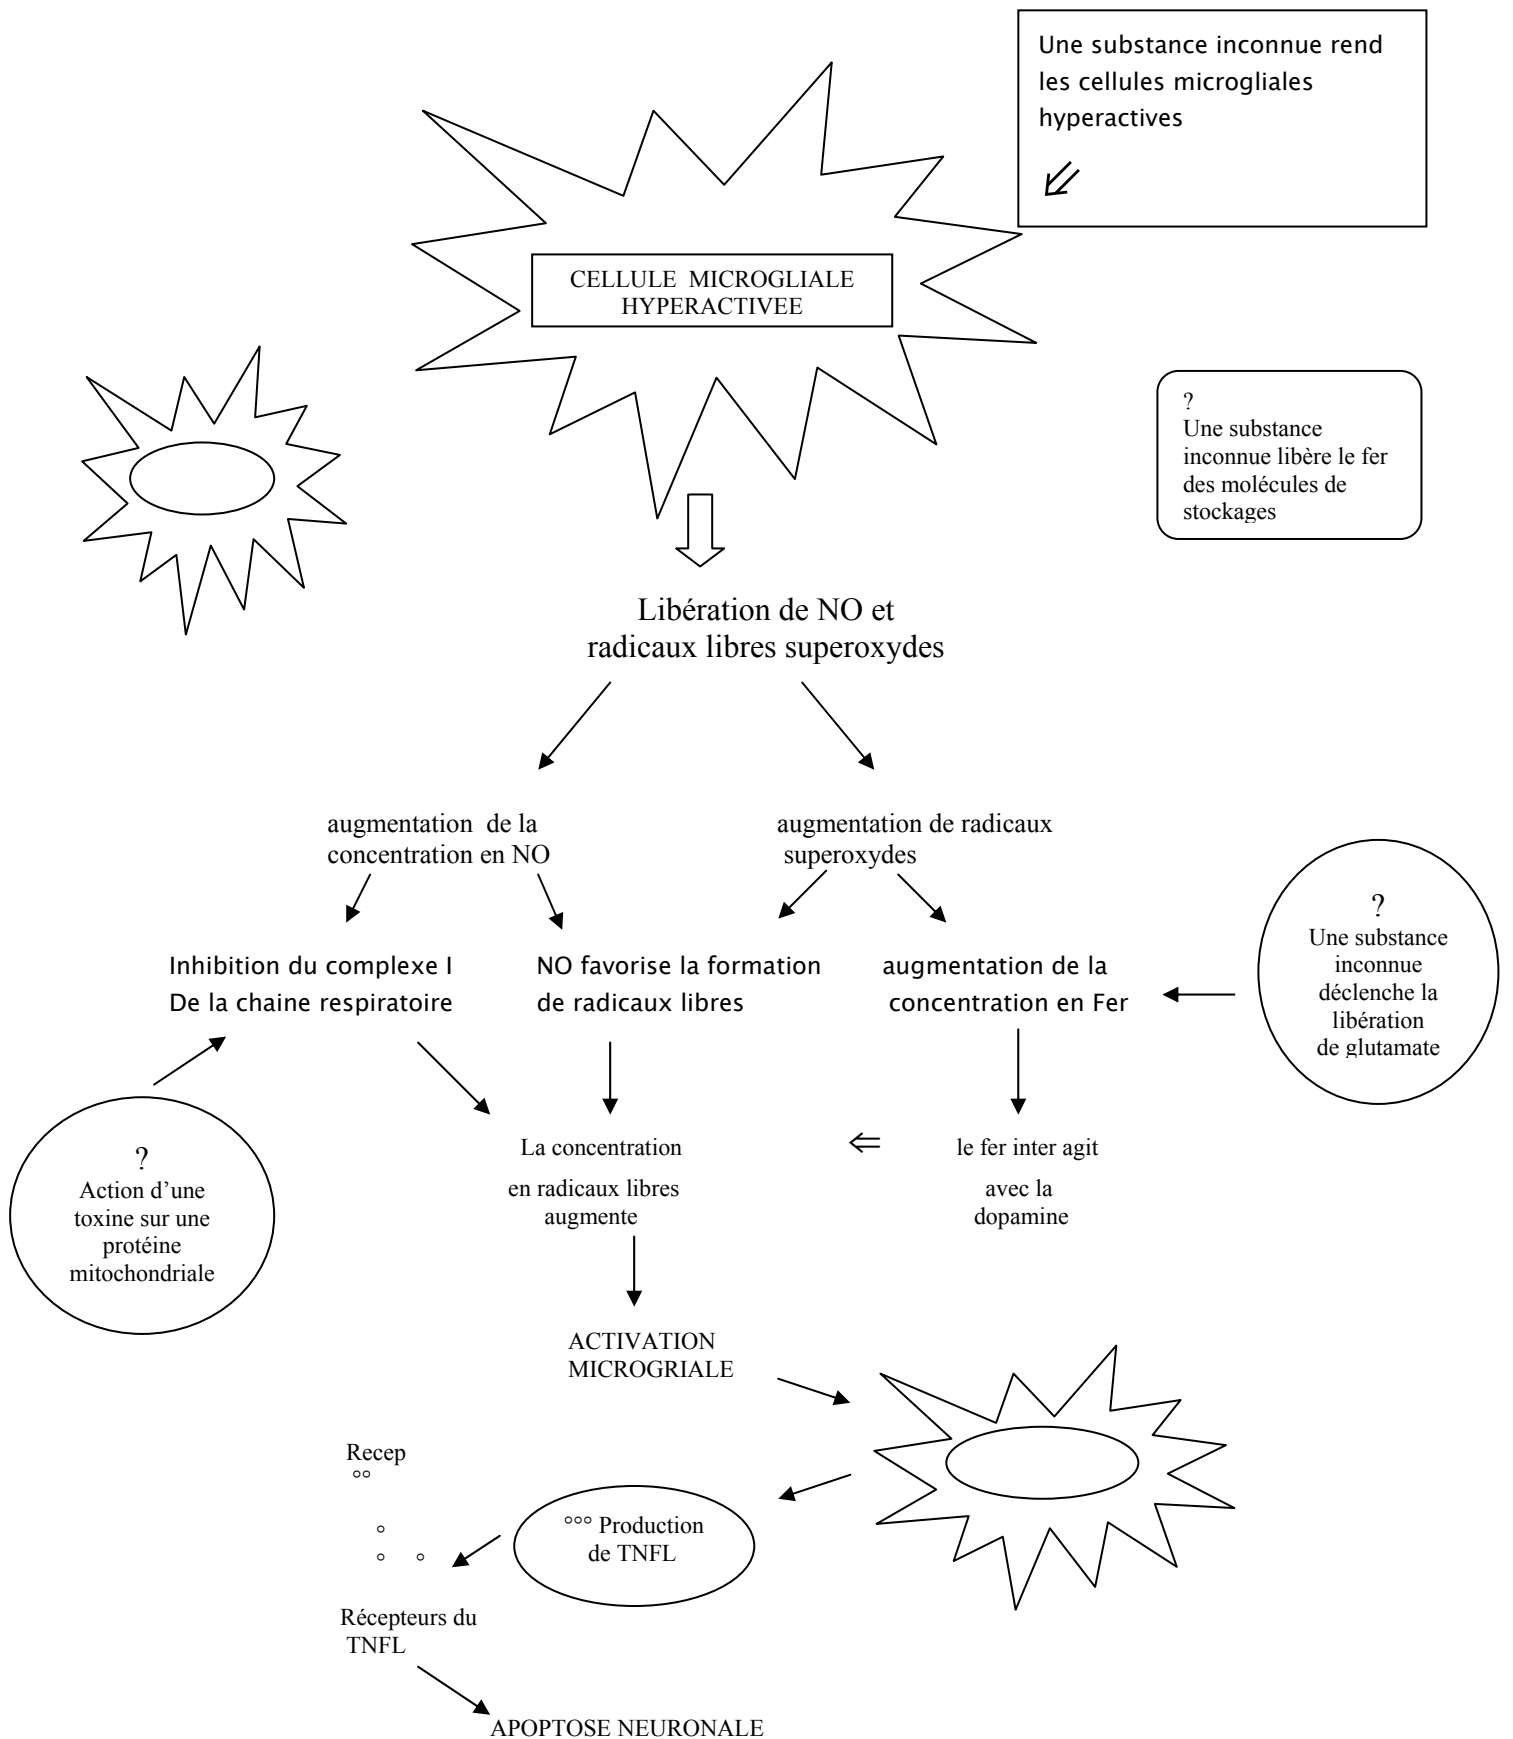 Une substance inconnue rend
les cellules microgliales
hyperactives
⇙
CELLULE MICROGLIALE
HYPERACTIVEE
?
Une substance
inconnue libère le fer
des molécules de
stockages
Libération de NO et
radicaux libres superoxydes
augmentation de la
concentration en NO
augmentation de radicaux
superoxydes
?
Une substance
inconnue
déclenche la
libération
de glutamate
Inhibition du complexe I
De la chaine respiratoire
NO favorise la formation
de radicaux libres
augmentation de la
concentration en Fer
?
Action d’une
toxine sur une
protéine
mitochondriale
La concentration
en radicaux libres
augmente
⇐
le fer inter agit
avec la
dopamine
ACTIVATION
MICROGRIALE
Recep
°°
°°° Production
de TNFL
°
° °
Récepteurs du
TNFL
APOPTOSE NEURONALE